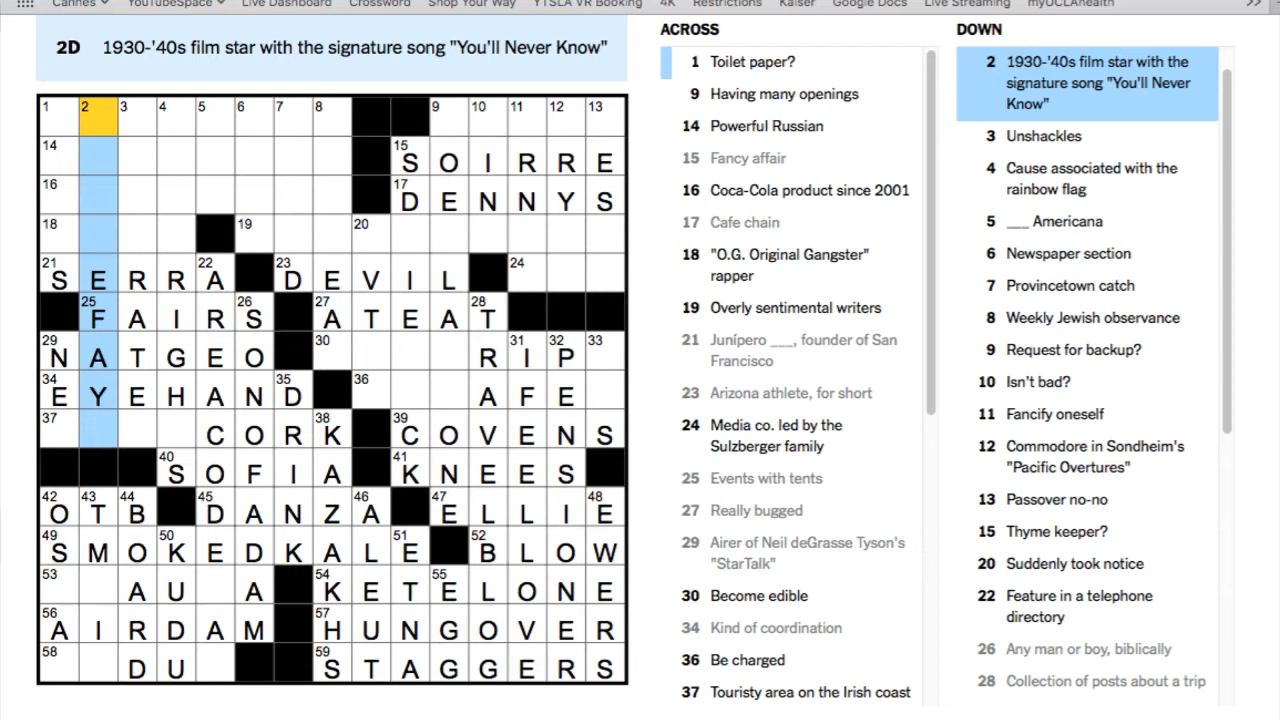 Cannes YouTubeSpace Live Dashboard Crossword Shop Your Way YTSLA VR Booking 4K Restrictions Kaiser Google Docs Live Streaming myUCLAhealth >>
2D 1930-'40s film star with the signature song "You'll Never Know"
1 2 3 4 5 6 7 8 9 10 11 12 13
14 15 S O I R R E
16 17 D E N N Y S
18 19 20
21 S E R R 22 A 23 D E V I L 24
25 F A I R 26 S 27 A T E A 28 T
29 N A T G E O 30 R 31 I 32 P 33
34 E Y E H A N 35 D 36 A F E
37 C O R 38 K 39 C O V E N S
40 S O F I A 41 K N E E S
42 O 43 T 44 B 45 D A N Z 46 A 47 E L L I 48 E
49 S M O 50 K E D K A L 51 E 52 B L O W
53 A U A 54 K E T 55 E L O N E
56 A I R D A M 57 H U N G O V E R
58 D U 59 S T A G G E R S
ACROSS
1 Toilet paper?
9 Having many openings
14 Powerful Russian
15 Fancy affair
16 Coca-Cola product since 2001
17 Cafe chain
18 "O.G. Original Gangster"
rapper
19 Overly sentimental writers
21 Junípero ___, founder of San
Francisco
23 Arizona athlete, for short
24 Media co. led by the
Sulzberger family
25 Events with tents
27 Really bugged
29 Airer of Neil deGrasse Tyson's
"StarTalk"
30 Become edible
34 Kind of coordination
36 Be charged
37 Touristy area on the Irish coast
DOWN
2 1930-'40s film star with the
signature song "You'll Never
Know"
3 Unshackles
4 Cause associated with the
rainbow flag
5 ___ Americana
6 Newspaper section
7 Provincetown catch
8 Weekly Jewish observance
9 Request for backup?
10 Isn't bad?
11 Fancify oneself
12 Commodore in Sondheim's
"Pacific Overtures"
13 Passover no-no
15 Thyme keeper?
20 Suddenly took notice
22 Feature in a telephone
directory
26 Any man or boy, biblically
28 Collection of posts about a trip